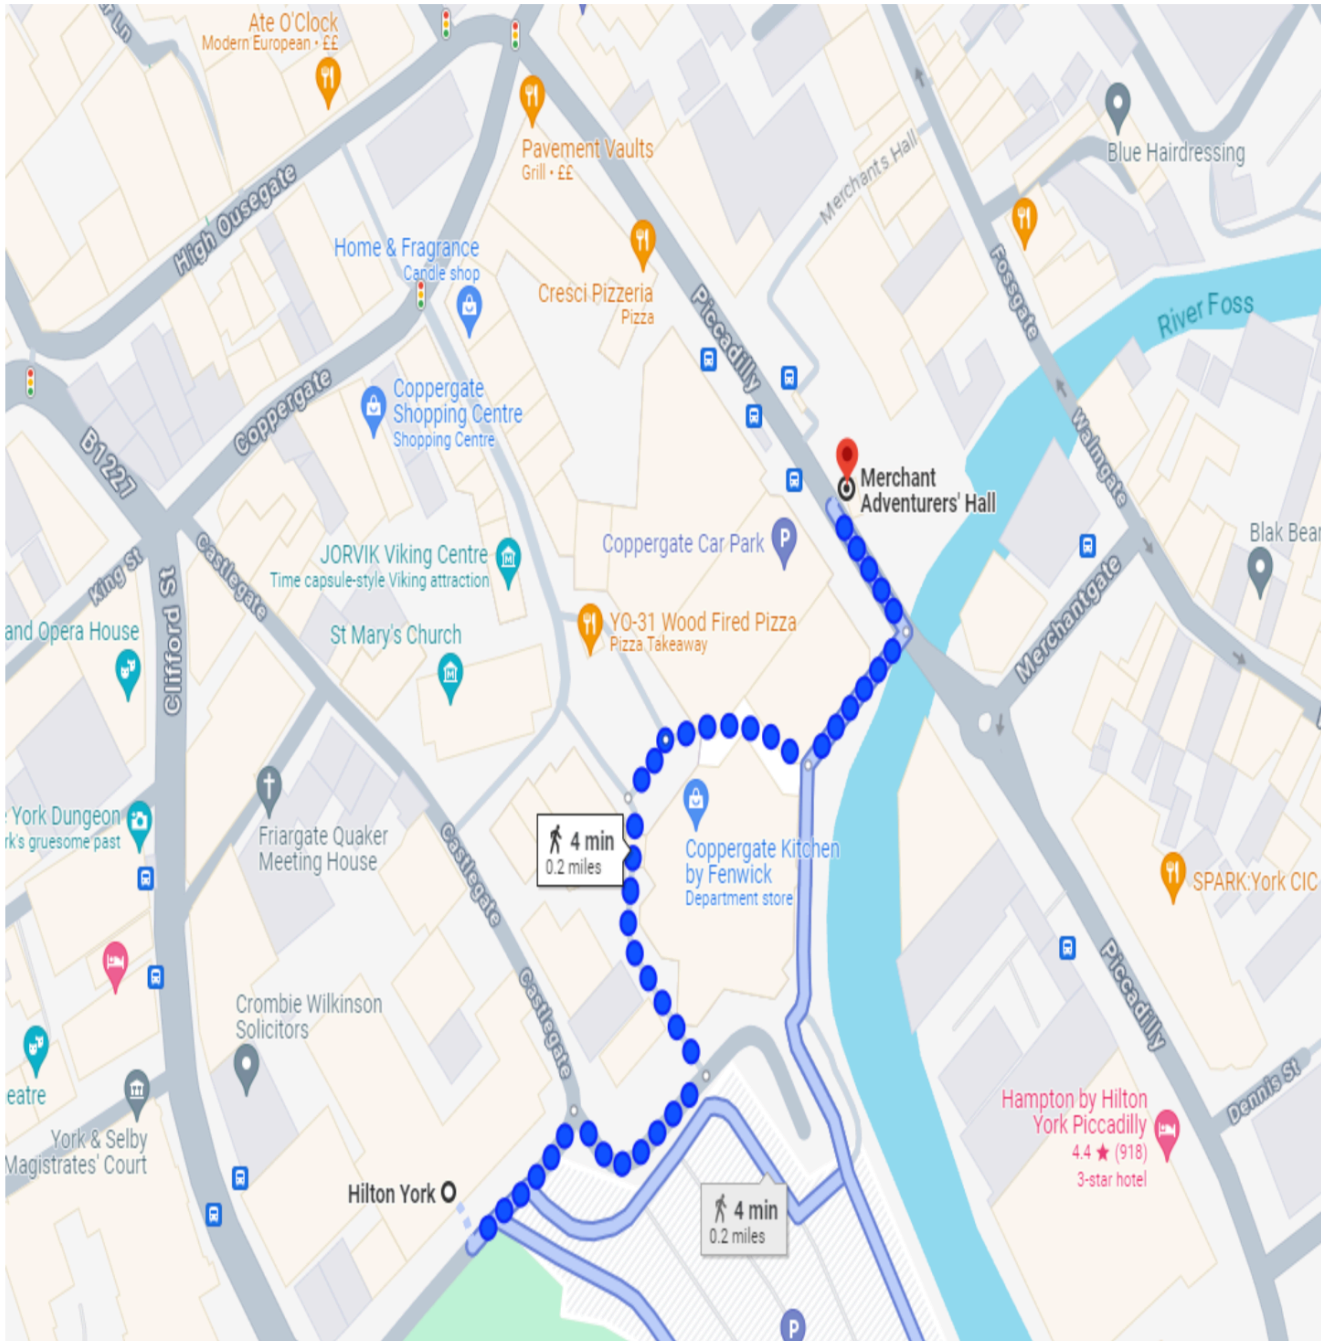 Ate O'Clock
Modern European • ££
Pavement Vaults
Grill • ££
Blue Hairdressing
High Ousegate
Merchants Hall
Home & Fragrance
Candle shop
Cresci Pizzeria
Pizza
Piccadilly
Fossgate
River Foss
Coppergate
Coppergate
Shopping Centre
Shopping Centre
B1227
Walmgate
Merchant
Adventurers' Hall
Coppergate Car Park
P
JORVIK Viking Centre
Time capsule-style Viking attraction
King St
Castlegate
Clifford St
Blak Bear
Merchantgate
and Opera House
St Mary's Church
YO-31 Wood Fired Pizza
Pizza Takeaway
York Dungeon
rk's gruesome past
Friargate Quaker
Meeting House
Castlegate
4 min
0.2 miles
Coppergate Kitchen
by Fenwick
Department store
SPARK:York CIC
Piccadilly
Crombie Wilkinson
Solicitors
Castlegate
eatre
York & Selby
Magistrates' Court
Hampton by Hilton
York Piccadilly
4.4 ★ (918)
3-star hotel
Dennis St
Hilton York
4 min
0.2 miles
P